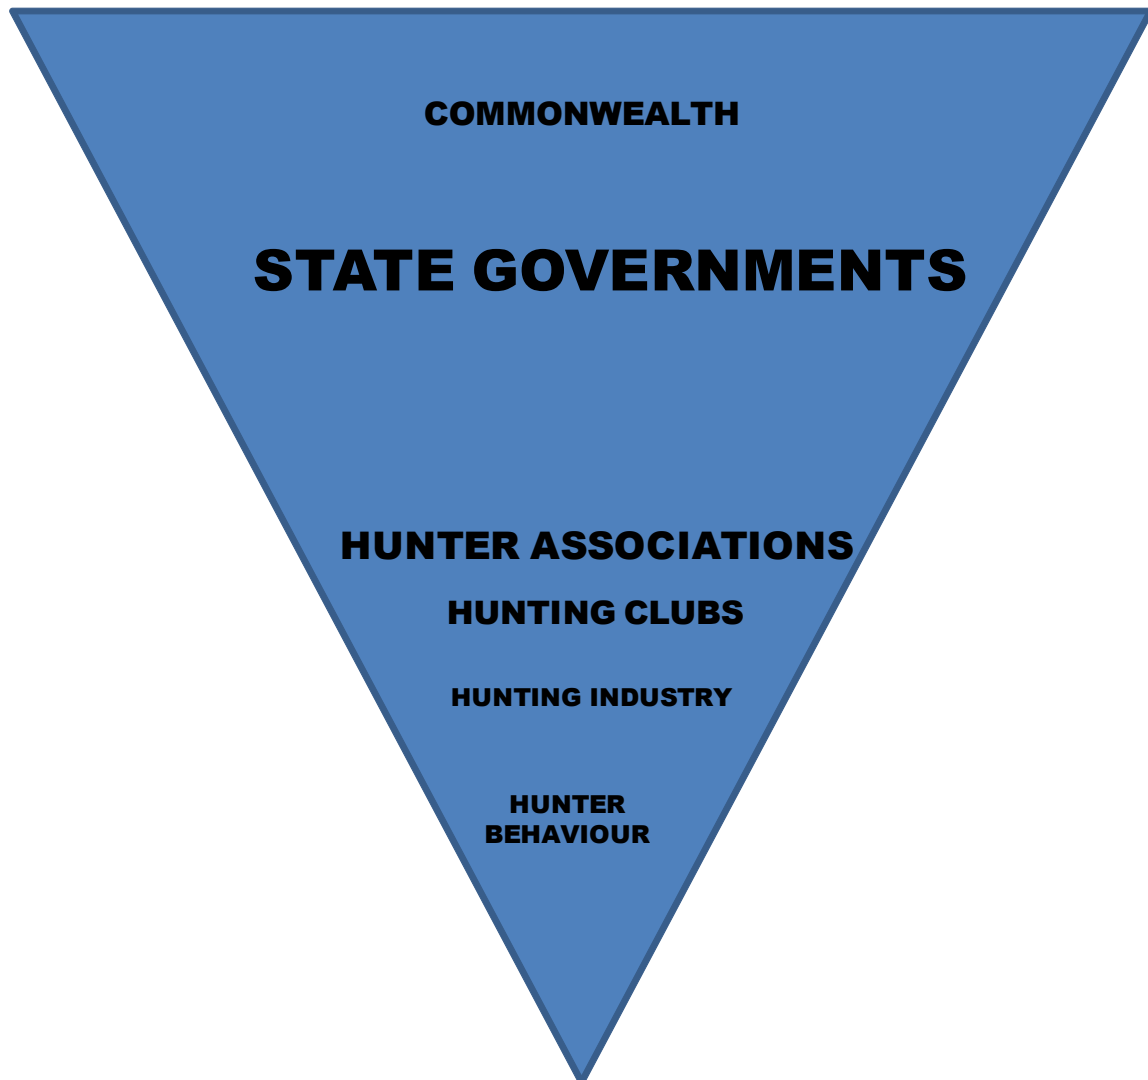 COMMONWEALTH
STATE GOVERNMENTS
HUNTER ASSOCIATIONS
HUNTING CLUBS
HUNTING INDUSTRY
HUNTER
BEHAVIOUR